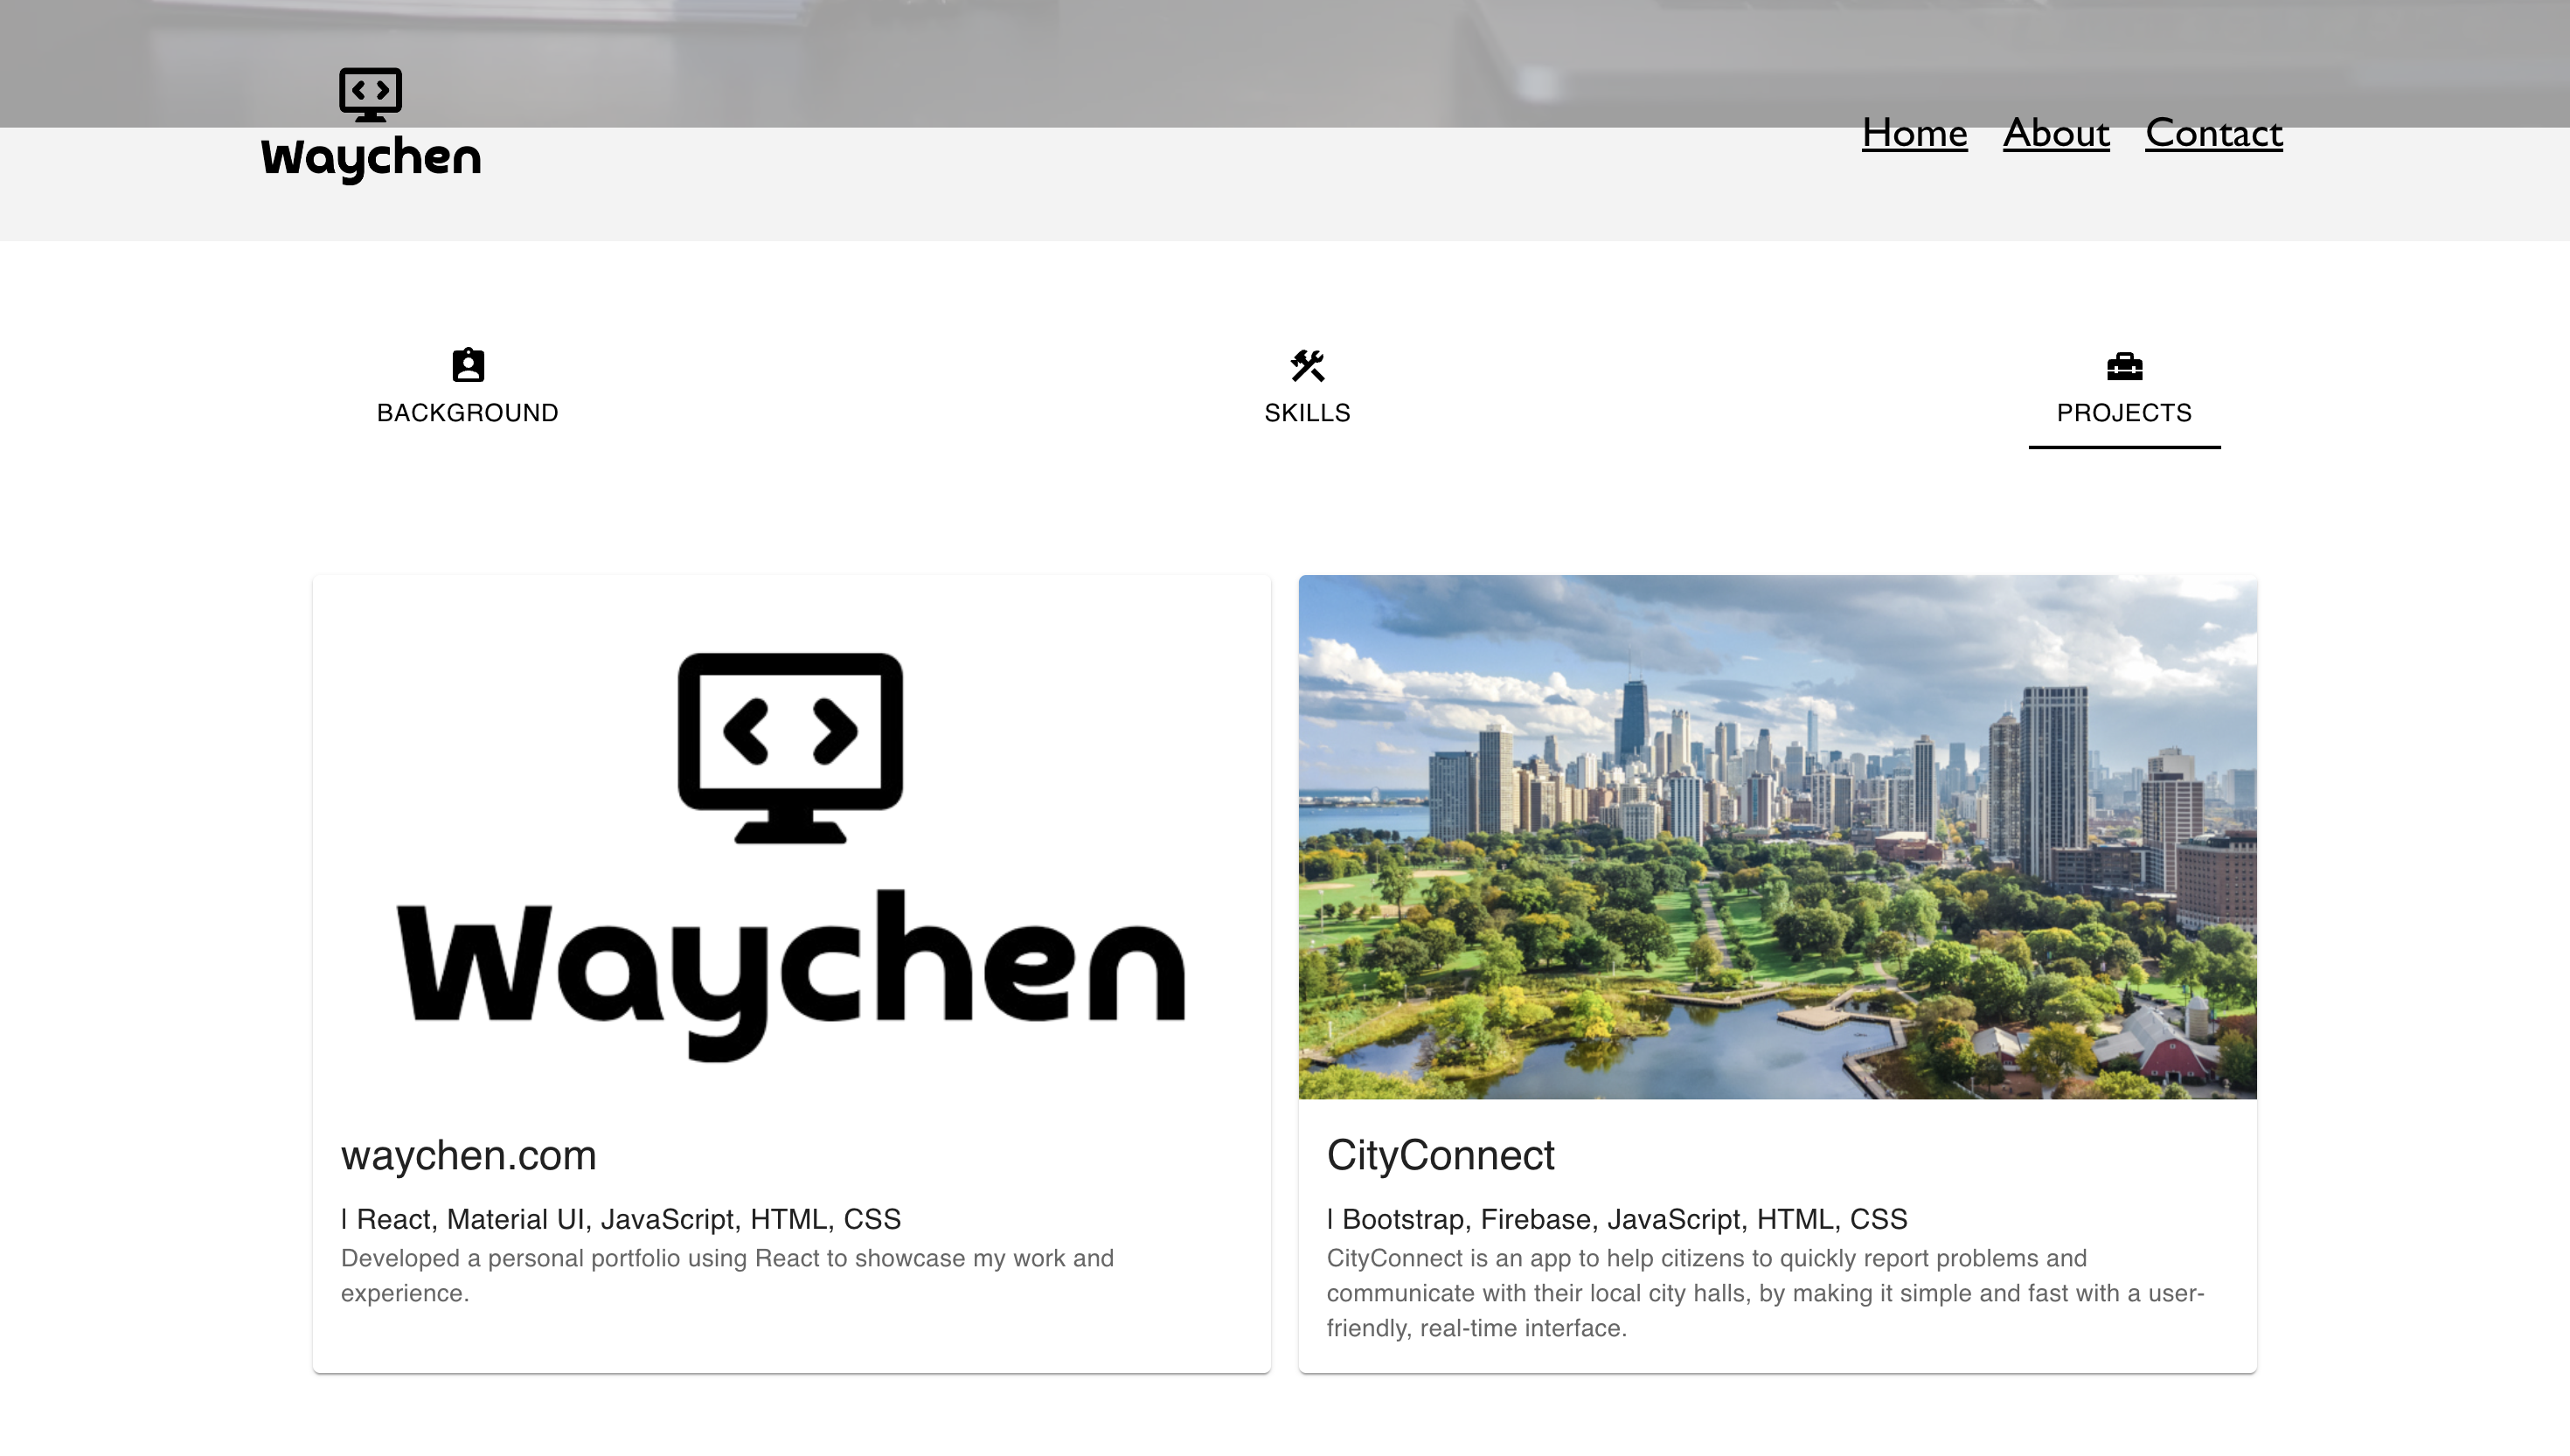 Waychen
Home About Contact
BACKGROUND
SKILLS
PROJECTS
Waychen
waychen.com
| React, Material UI, JavaScript, HTML, CSS
Developed a personal portfolio using React to showcase my work and
experience.
CityConnect
| Bootstrap, Firebase, JavaScript, HTML, CSS
CityConnect is an app to help citizens to quickly report problems and
communicate with their local city halls, by making it simple and fast with a user-
friendly, real-time interface.